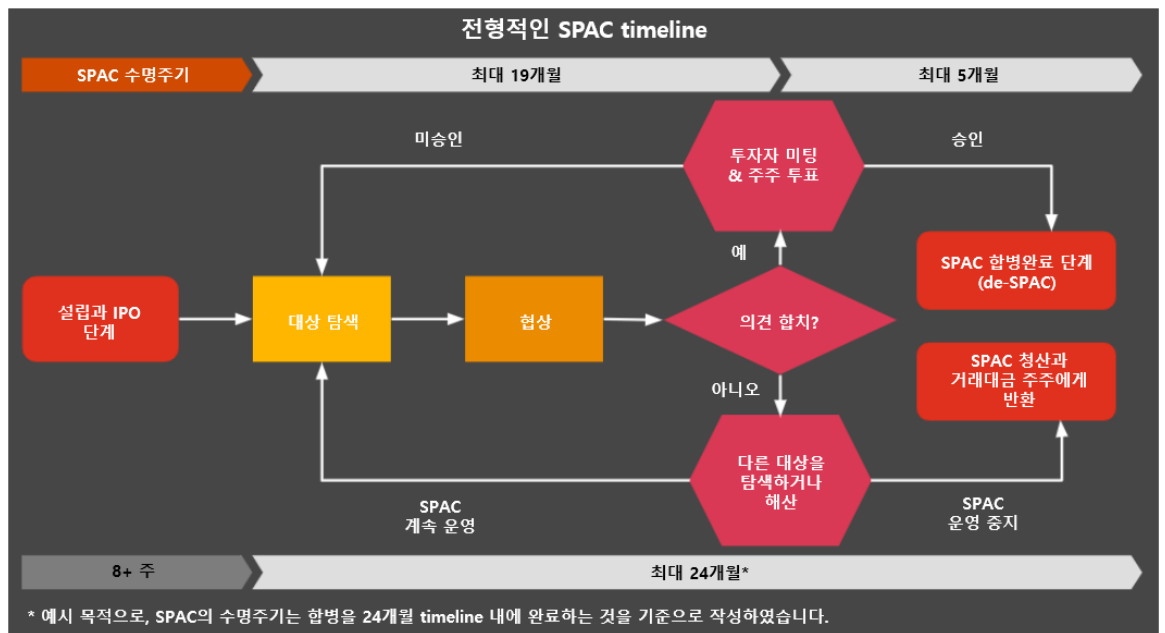 전형적인 SPAC timeline
SPAC 수명주기
최대 19개월
최대 5개월
미승인
투자자 미팅
& 주주 투표
승인
예
SPAC 합병완료 단계
(de-SPAC)
설립과 IPO
단계
대상 탐색
협상
의견 합치?
아니오
SPAC 청산과
거래대금 주주에게
반환
다른 대상을
탐색하거나
해산
SPAC
계속 운영
SPAC
운영 중지
8+ 주
최대 24개월*
* 예시 목적으로, SPAC의 수명주기는 합병을 24개월 timeline 내에 완료하는 것을 기준으로 작성하였습니다.